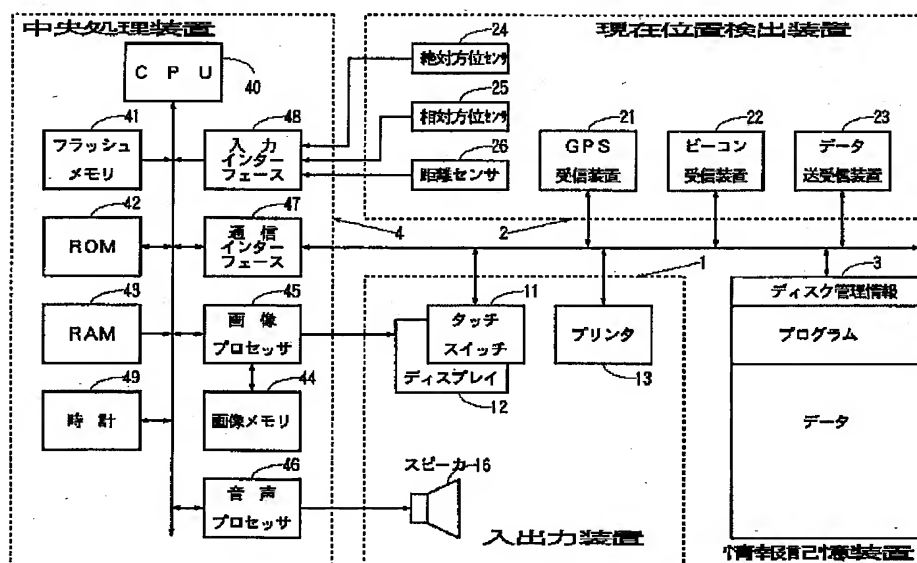 中央処理装置
CPU
40
41
フラッシュ
メモリ
48
入力
インター
フェース
42
ROM
47
通信
インター
フェース
43
RAM
45
画像
プロセッサ
49
時計
44
画像メモリ
46
音声
プロセッサ
現在位置検出装置
24
絶対方位センサ
25
相対方位センサ
26
距離センサ
21
GPS
受信装置
22
ビーコン
受信装置
23
データ
送受信装置
4
2
1
11
タッチ
スイッチ
ディスプレイ
12
プリンタ
13
スピーカ
16
入出力装置
3
ディスク管理情報
プログラム
データ
情報記憶装置